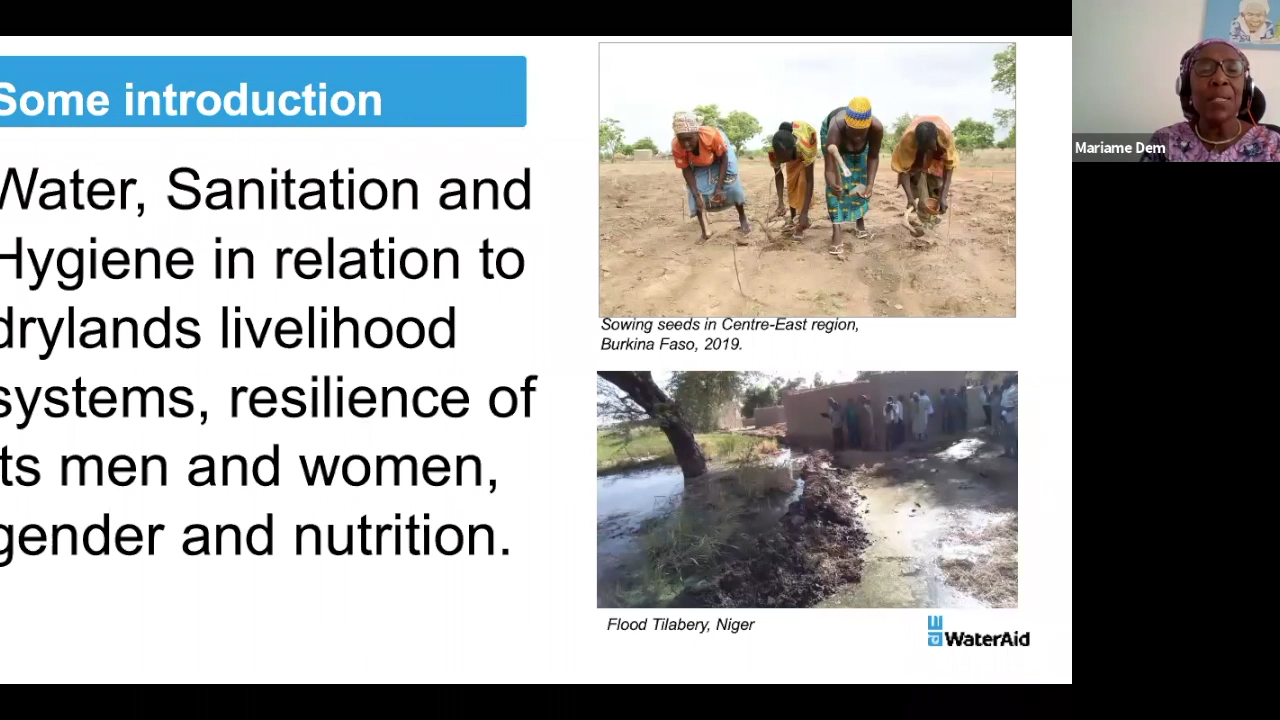 Some introduction
Water, Sanitation and
Hygiene in relation to
drylands livelihood
systems, resilience of
its men and women,
gender and nutrition.
Sowing seeds in Centre-East region,
Burkina Faso, 2019.
Flood Tilabery, Niger
WaterAid
Mariame Dem